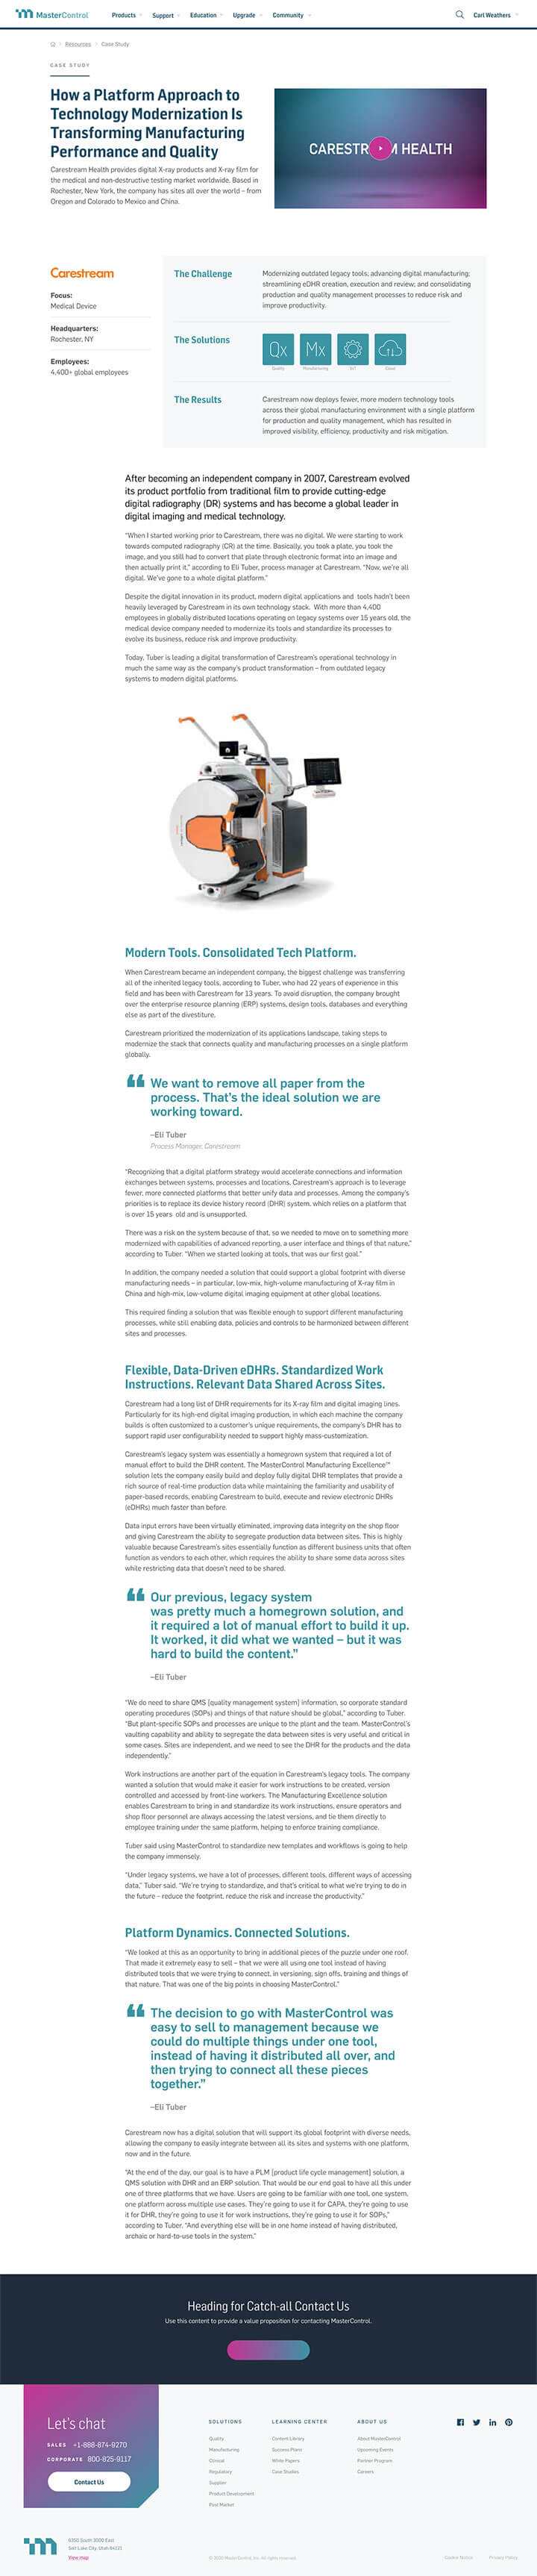 MasterControl
Products Support Education Upgrade Community
Carl Weathers
Resources > Case Study
CASE STUDY
How a Platform Approach to
Technology Modernization Is
Transforming Manufacturing
Performance and Quality
Carestream Health provides digital X-ray products and X-ray film for
the medical and non-destructive testing market worldwide. Based in
Rochester, New York, the company has sites all over the world – from
Oregon and Colorado to Mexico and China.
HEALTH
Carestream
Focus:
Medical Device
Headquarters:
Rochester, NY
Employees:
4,400+ global employees
The Challenge
Modernizing outdated legacy tools; advancing digital manufacturing;
streamlining eDHR creation, execution and review; and consolidating
production and quality management processes to reduce risk and
improve productivity.
The Solutions
Qx Mx
Quality Manufacturing IoT Cloud
The Results
Carestream now deploys fewer, more modern technology tools
across their global manufacturing environment with a single platform
for production and quality management, which has resulted in
improved visibility, efficiency, productivity and risk mitigation.
After becoming an independent company in 2007, Carestream evolved
its product portfolio from traditional film to provide cutting-edge
digital radiography (DR) systems and has become a global leader in
digital imaging and medical technology.
"When I started working prior to Carestream, there was no digital. We were starting to work
towards computed radiography (CR) at the time. Basically, you took a plate, you took the
image, and you still had to convert that plate through electronic format into an image and
then actually print it," according to Eli Tuber, process manager at Carestream. "Now, we're all
digital. We've gone to a whole digital platform."
Despite the digital innovation in its product, modern digital applications and tools hadn't been
heavily leveraged by Carestream in its own technology stack. With more than 4,400
employees in globally distributed locations operating on legacy systems over 15 years old, the
medical device company needed to modernize its tools and standardize its processes to
evolve its business, reduce risk and improve productivity.
Today, Tuber is leading a digital transformation of Carestream's operational technology in
much the same way as the company's product transformation – from outdated legacy
systems to modern digital platforms.
Modern Tools. Consolidated Tech Platform.
When Carestream became an independent company, the biggest challenge was transferring
all of the inherited legacy tools, according to Tuber, who had 22 years of experience in this
field and has been with Carestream for 13 years. To avoid disruption, the company brought
over the enterprise resource planning (ERP) systems, design tools, databases and everything
else as part of the divestiture.
Carestream prioritized the modernization of its applications landscape, taking steps to
modernize the stack that connects quality and manufacturing processes on a single platform
globally.
“ We want to remove all paper from the
process. That's the ideal solution we are
working toward.
–Eli Tuber
Process Manager, Carestream
"Recognizing that a digital platform strategy would accelerate connections and information
exchanges between systems, processes and locations, Carestream's approach is to leverage
fewer, more connected platforms that better unify data and processes. Among the company's
priorities is to replace its device history record (DHR) system, which relies on a platform that
is over 15 years old and is unsupported.
There was a risk on the system because of that, so we needed to move on to something more
modernized with capabilities of advanced reporting, a user interface and things of that nature,"
according to Tuber. "When we started looking at tools, that was our first goal."
In addition, the company needed a solution that could support a global footprint with diverse
manufacturing needs – in particular, low-mix, high-volume manufacturing of X-ray film in
China and high-mix, low-volume digital imaging equipment at other global locations.
This required finding a solution that was flexible enough to support different manufacturing
processes, while still enabling data, policies and controls to be harmonized between different
sites and processes.
Flexible, Data-Driven eDHRs. Standardized Work
Instructions. Relevant Data Shared Across Sites.
Carestream had a long list of DHR requirements for its X-ray film and digital imaging lines.
Particularly for its high-end digital imaging production, in which each machine the company
builds is often customized to a customer's unique requirements, the company's DHR has to
support rapid user configurability needed to support highly mass-customization.
Carestream's legacy system was essentially a homegrown system that required a lot of
manual effort to build the DHR content. The MasterControl Manufacturing Excellence™
solution lets the company easily build and deploy fully digital DHR templates that provide a
rich source of real-time production data while maintaining the familiarity and usability of
paper-based records, enabling Carestream to build, execute and review electronic DHRs
(eDHRs) much faster than before.
Data input errors have been virtually eliminated, improving data integrity on the shop floor
and giving Carestream the ability to segregate production data between sites. This is highly
valuable because Carestream's sites essentially function as different business units that often
function as vendors to each other, which requires the ability to share some data across sites
while restricting data that doesn't need to be shared.
“ Our previous, legacy system
was pretty much a homegrown solution, and
it required a lot of manual effort to build it up.
It worked, it did what we wanted – but it was
hard to build the content.”
–Eli Tuber
"We do need to share QMS [quality management system] information, so corporate standard
operating procedures (SOPs) and things of that nature should be global," according to Tuber.
"But plant-specific SOPs and processes are unique to the plant and the team. MasterControl's
vaulting capability and ability to segregate the data between sites is very useful and critical in
some cases. Sites are independent, and we need to see the DHR for the products and the data
independently."
Work instructions are another part of the equation in Carestream's legacy tools. The company
wanted a solution that would make it easier for work instructions to be created, version
controlled and accessed by front-line workers. The Manufacturing Excellence solution
enables Carestream to bring in and standardize its work instructions, ensure operators and
shop floor personnel are always accessing the latest versions, and tie them directly to
employee training under the same platform, helping to enforce training compliance.
Tuber said using MasterControl to standardize new templates and workflows is going to help
the company immensely.
"Under legacy systems, we have a lot of processes, different tools, different ways of accessing
data," Tuber said. "We're trying to standardize, and that's critical to what we're trying to do in
the future – reduce the footprint, reduce the risk and increase the productivity."
Platform Dynamics. Connected Solutions.
"We looked at this as an opportunity to bring in additional pieces of the puzzle under one roof.
That made it extremely easy to sell – that we were all using one tool instead of having
distributed tools that we were trying to connect, in versioning, sign offs, training and things of
that nature. That was one of the big points in choosing MasterControl."
“ The decision to go with MasterControl was
easy to sell to management because we
could do multiple things under one tool,
instead of having it distributed all over, and
then trying to connect all these pieces
together.”
–Eli Tuber
Carestream now has a digital solution that will support its global footprint with diverse needs,
allowing the company to easily integrate between all its sites and systems with one platform,
now and in the future.
"At the end of the day, our goal is to have a PLM [product life cycle management] solution, a
QMS solution with DHR and an ERP solution. That would be our end goal to have all this under
one of three platforms that we have. Users are going to be familiar with one tool, one system,
one platform across multiple use cases. They're going to use it for CAPA, they're going to use
it for DHR, they're going to use it for work instructions, they're going to use it for SOPs,"
according to Tuber. "And everything else will be in one home instead of having distributed,
archaic or hard-to-use tools in the system."
Heading for Catch-all Contact Us
Use this content to provide a value proposition for contacting MasterControl.
Let's chat
SALES +1-888-874-9270
CORPORATE 800-825-9117
Contact Us
SOLUTIONS
Quality
Manufacturing
Clinical
Regulatory
Supplier
Product Development
Post Market
LEARNING CENTER
Content Library
Success Plans
White Papers
Case Studies
ABOUT US
About MasterControl
Upcoming Events
Partner Program
Careers
6350 South 3000 East
Salt Lake City, Utah 84121
View map
© 2020 MasterControl, Inc. All rights reserved.
Cookie Notice Privacy Policy